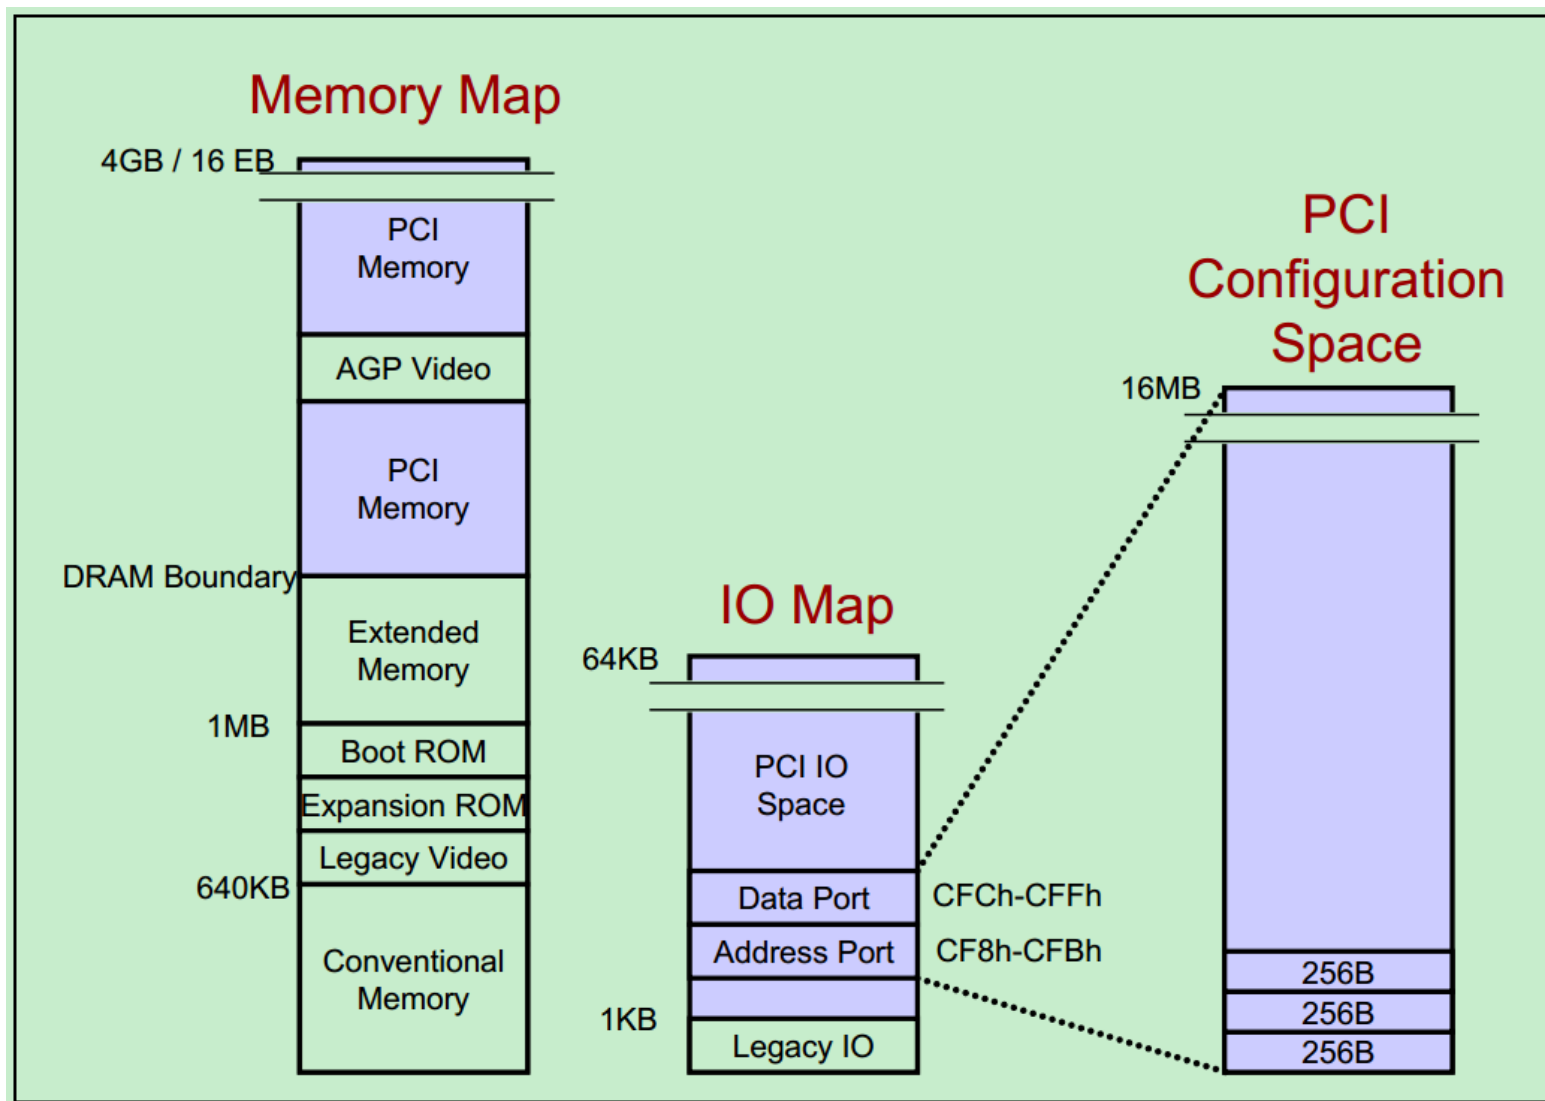 Memory Map
4GB / 16 EB
PCI
Memory
AGP Video
PCI
Memory
DRAM Boundary
Extended
Memory
1MB
Boot ROM
Expansion ROM
Legacy Video
640KB
Conventional
Memory
IO Map
64KB
PCI IO
Space
Data Port
CFCh-CFFh
Address Port
CF8h-CFBh
1KB
Legacy IO
PCI
Configuration
Space
16MB
256B
256B
256B